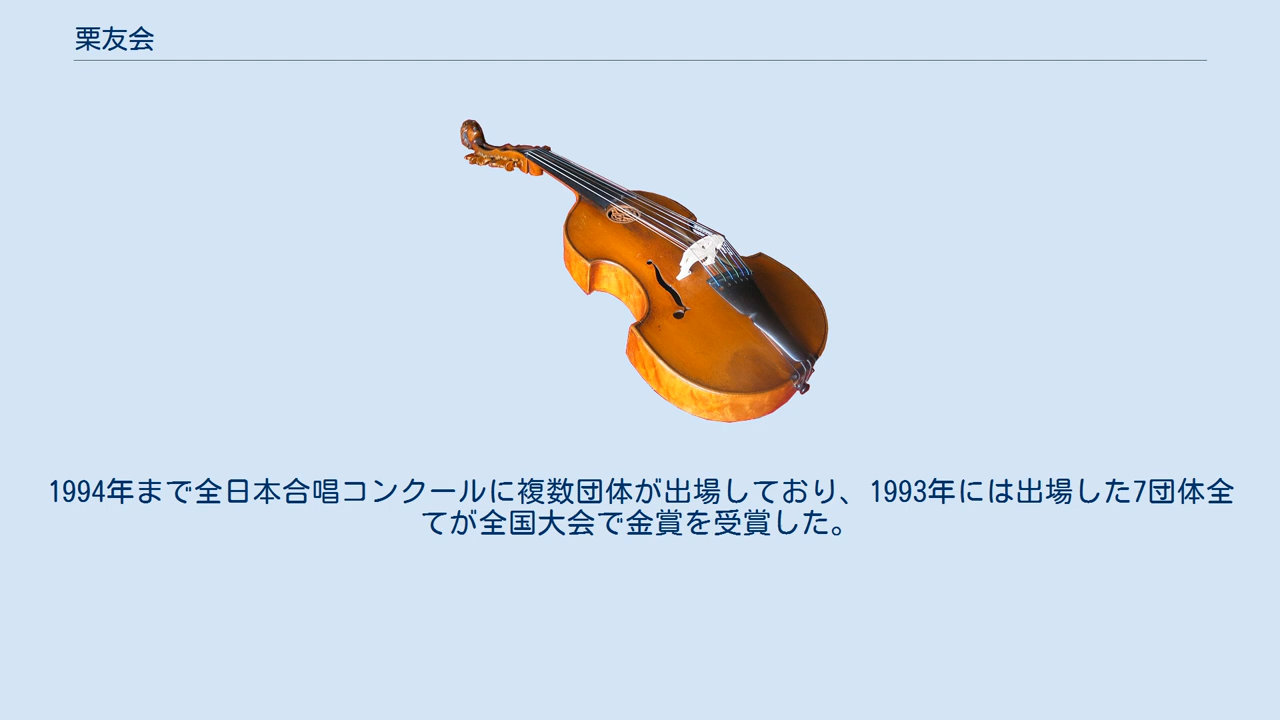 栗友会
1994年まで全日本合唱コンクールに複数団体が出場しており、1993年には出場した7団体全
てが全国大会で金賞を受賞した。